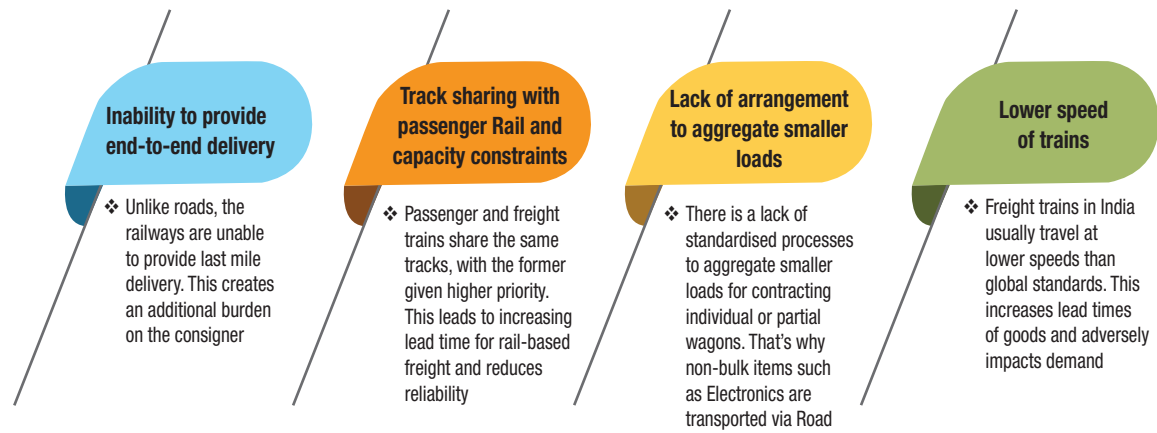 Inability to provide
end-to-end delivery
❖ Unlike roads, the
railways are unable
to provide last mile
delivery. This creates
an additional burden
on the consigner
Track sharing with
passenger Rail and
capacity constraints
❖ Passenger and freight
trains share the same
tracks, with the former
given higher priority.
This leads to increasing
lead time for rail-based
freight and reduces
reliability
Lack of arrangement
to aggregate smaller
loads
❖ There is a lack of
standardised processes
to aggregate smaller
loads for contracting
individual or partial
wagons. That’s why
non-bulk items such
as Electronics are
transported via Road
Lower speed
of trains
❖ Freight trains in India
usually travel at
lower speeds than
global standards. This
increases lead times
of goods and adversely
impacts demand